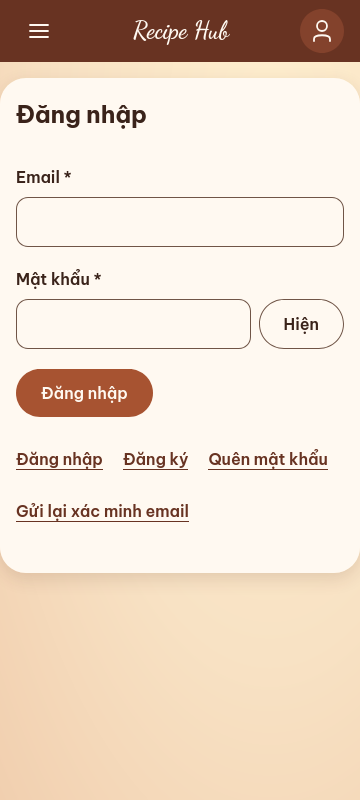 Recipe Hub
Đăng nhập
Email *
Mật khẩu *
Hiện
Đăng nhập
Đăng nhập Đăng ký Quên mật khẩu
Gửi lại xác minh email